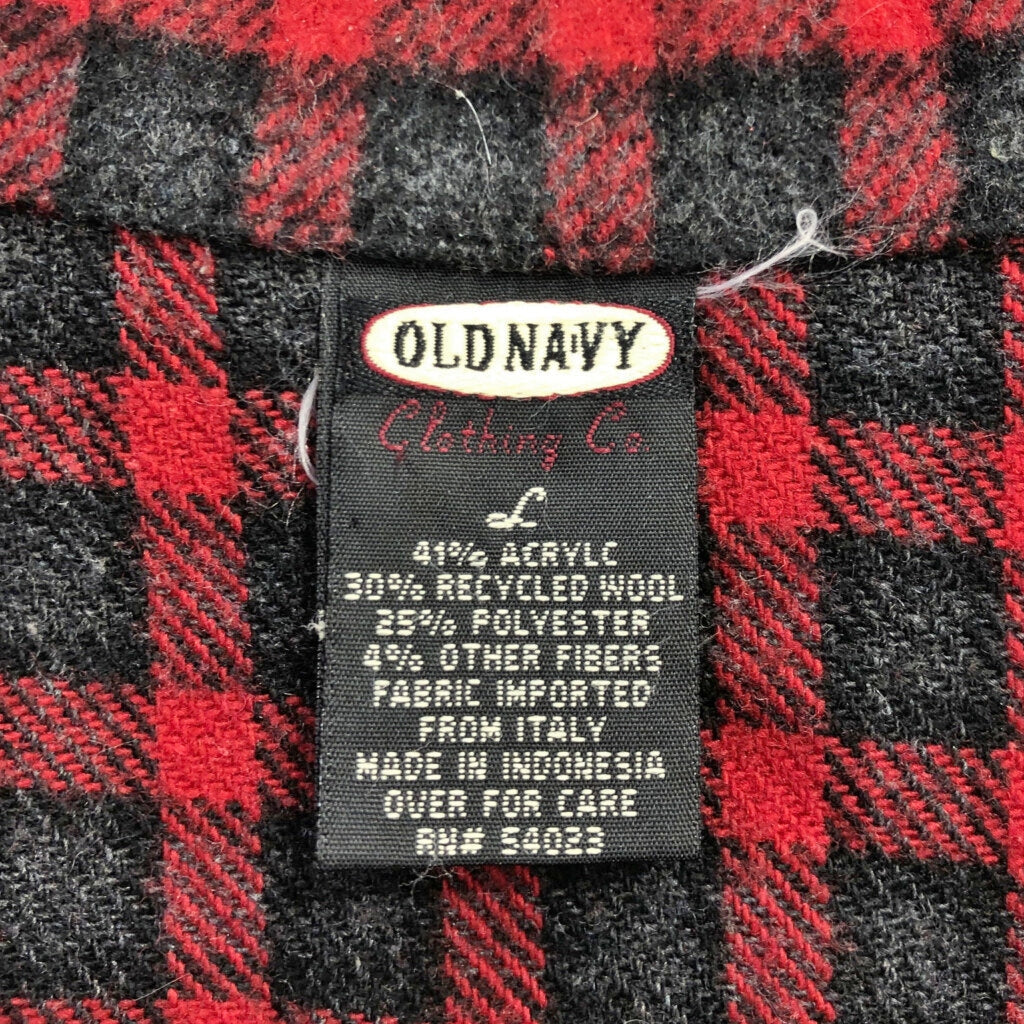 OLD NAVY
Clothing Co.
L
41% ACRYLC
30% RECYCLED WOOL
25% POLYESTER
4% OTHER FIBERS
FABRIC IMPORTED
FROM ITALY
MADE IN INDONESIA
OVER FOR CARE
RN# 54023